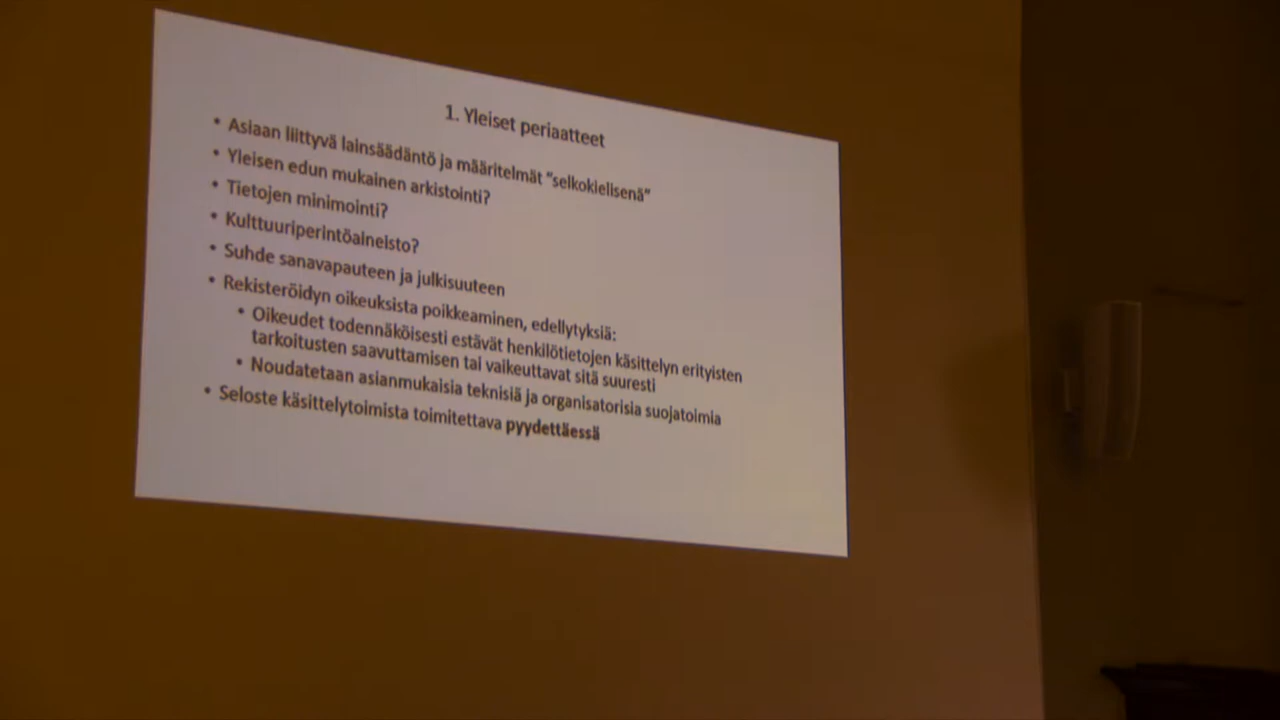 1. Yleiset periaatteet
• Asiaan liittyvä lainsäädäntö ja määritelmät "selkokielisenä"
• Yleisen edun mukainen arkistointi?
• Tietojen minimointi?
• Kulttuuriperintöaineisto?
• Suhde sanavapauteen ja julkisuuteen
• Rekisteröidyn oikeuksista poikkeaminen, edellytyksiä:
• Oikeudet todennäköisesti estävät henkilötietojen käsittelyn erityisten
tarkoitusten saavuttamisen tai vaikeuttavat sitä suuresti
• Noudatetaan asianmukaisia teknisiä ja organisatorisia suojatoimia
• Seloste käsittelytoimista toimitettava pyydettäessä